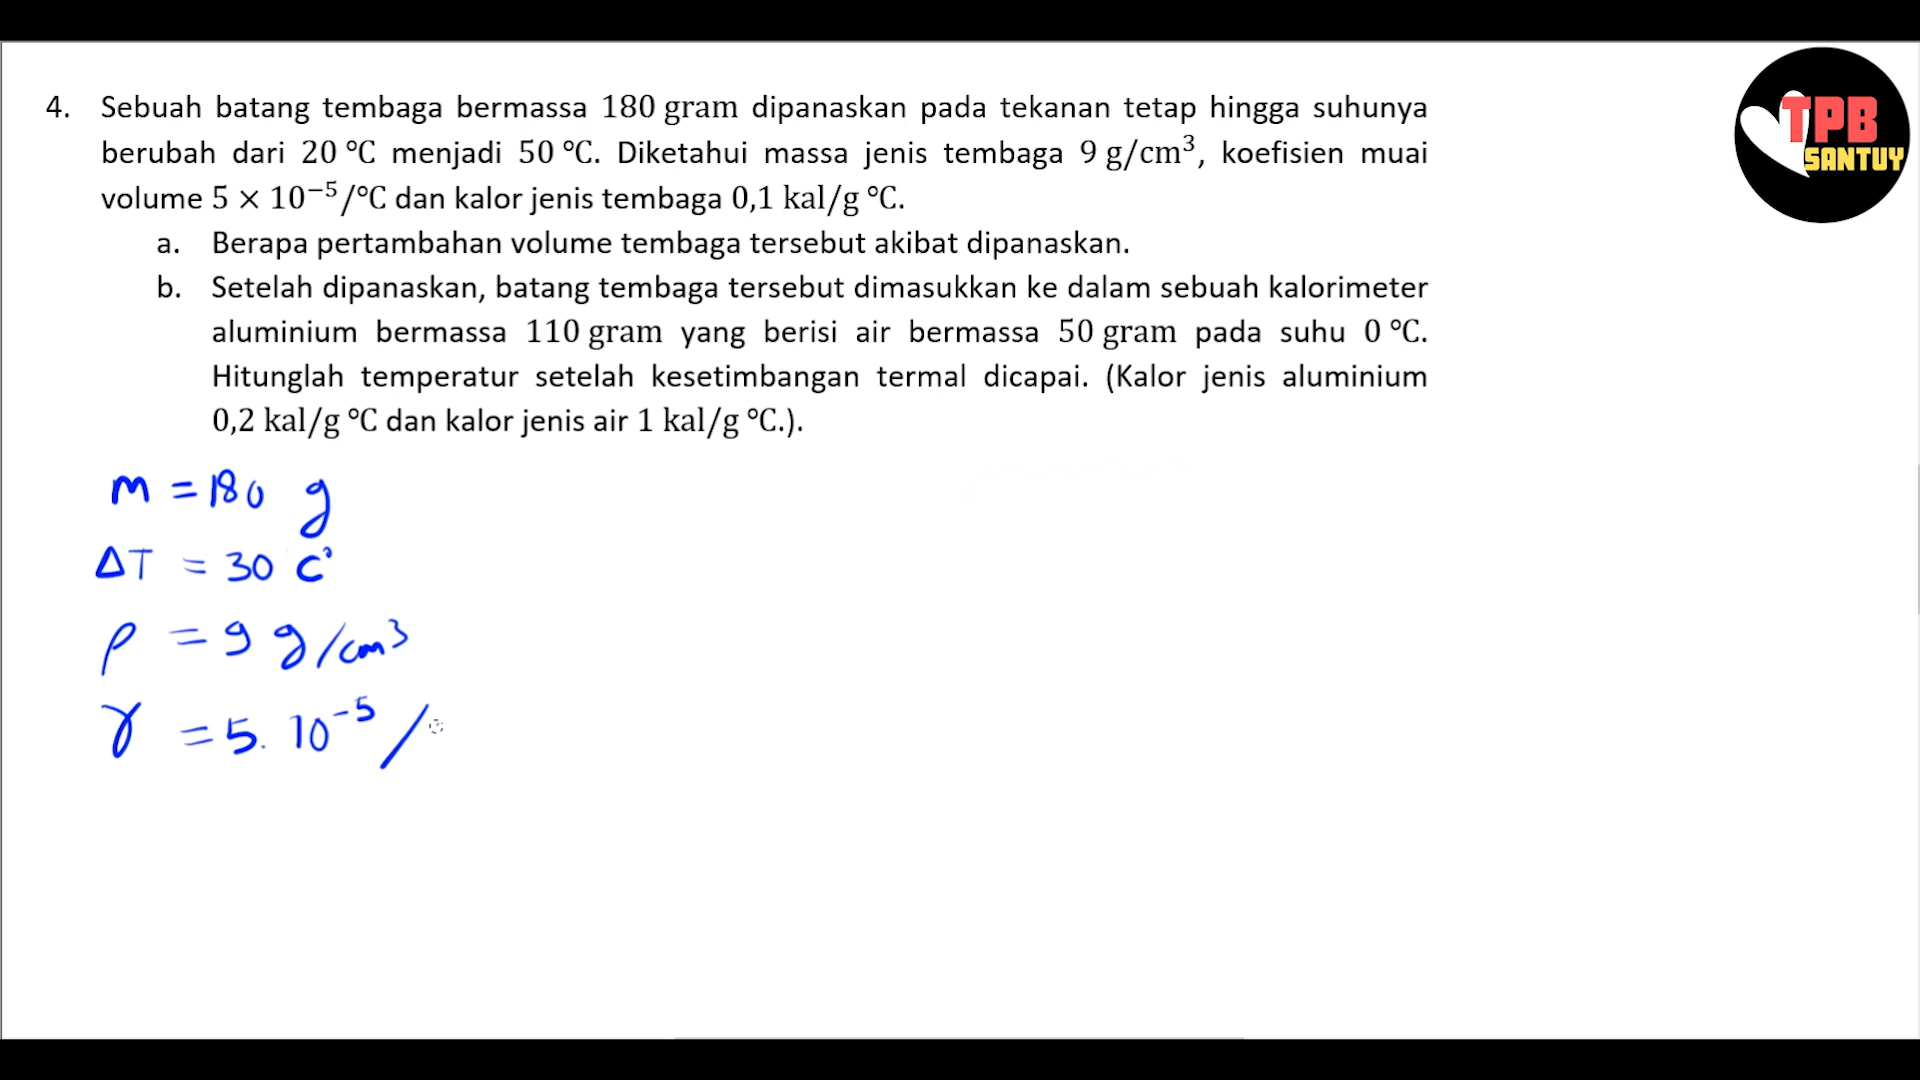 4. Sebuah batang tembaga bermassa 180 gram dipanaskan pada tekanan tetap hingga suhunya
berubah dari 20 °C menjadi 50 °C. Diketahui massa jenis tembaga 9 g/cm³, koefisien muai
volume 5 × 10⁻⁵/°C dan kalor jenis tembaga 0,1 kal/g °C.
a. Berapa pertambahan volume tembaga tersebut akibat dipanaskan.
b. Setelah dipanaskan, batang tembaga tersebut dimasukkan ke dalam sebuah kalorimeter
aluminium bermassa 110 gram yang berisi air bermassa 50 gram pada suhu 0 °C.
Hitunglah temperatur setelah kesetimbangan termal dicapai. (Kalor jenis aluminium
0,2 kal/g °C dan kalor jenis air 1 kal/g °C.).
TPB
SANTUY
m = 180 g
ΔT = 30 C°
ρ = 9 g/cm³
γ = 5. 10⁻⁵ /